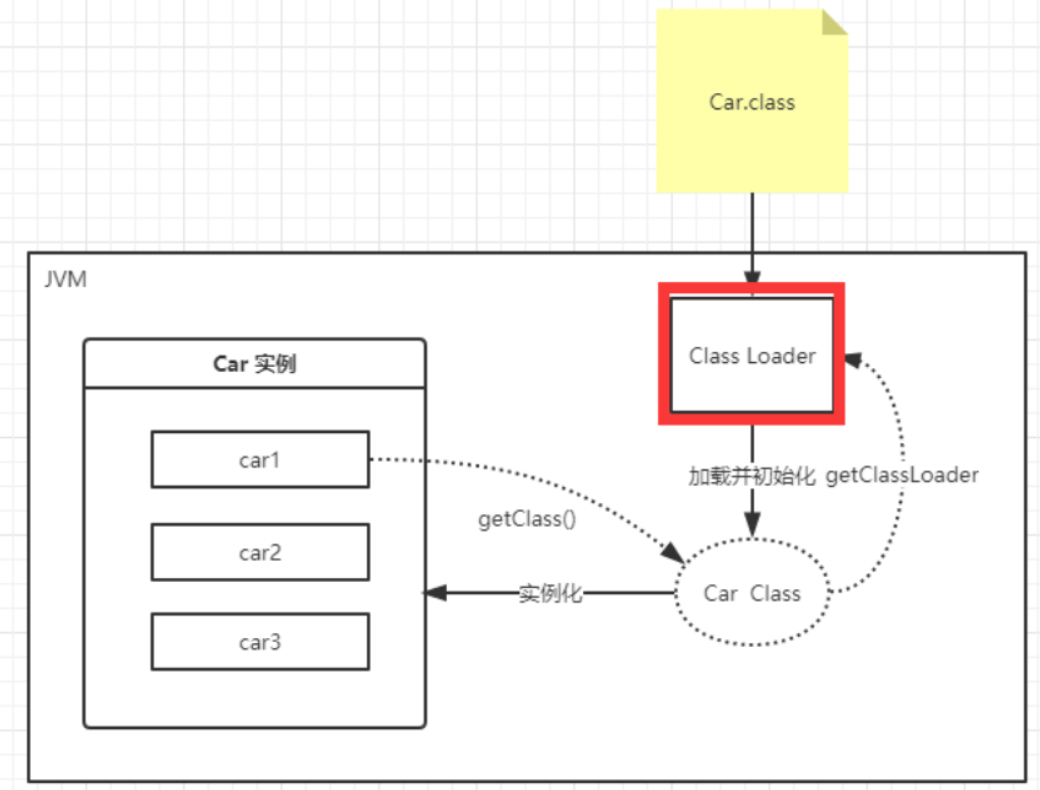 Car.class
JVM
Class Loader
Car 实例
car1
加载并初始化 getClassLoader
getClass()
car2
实例化
Car Class
car3